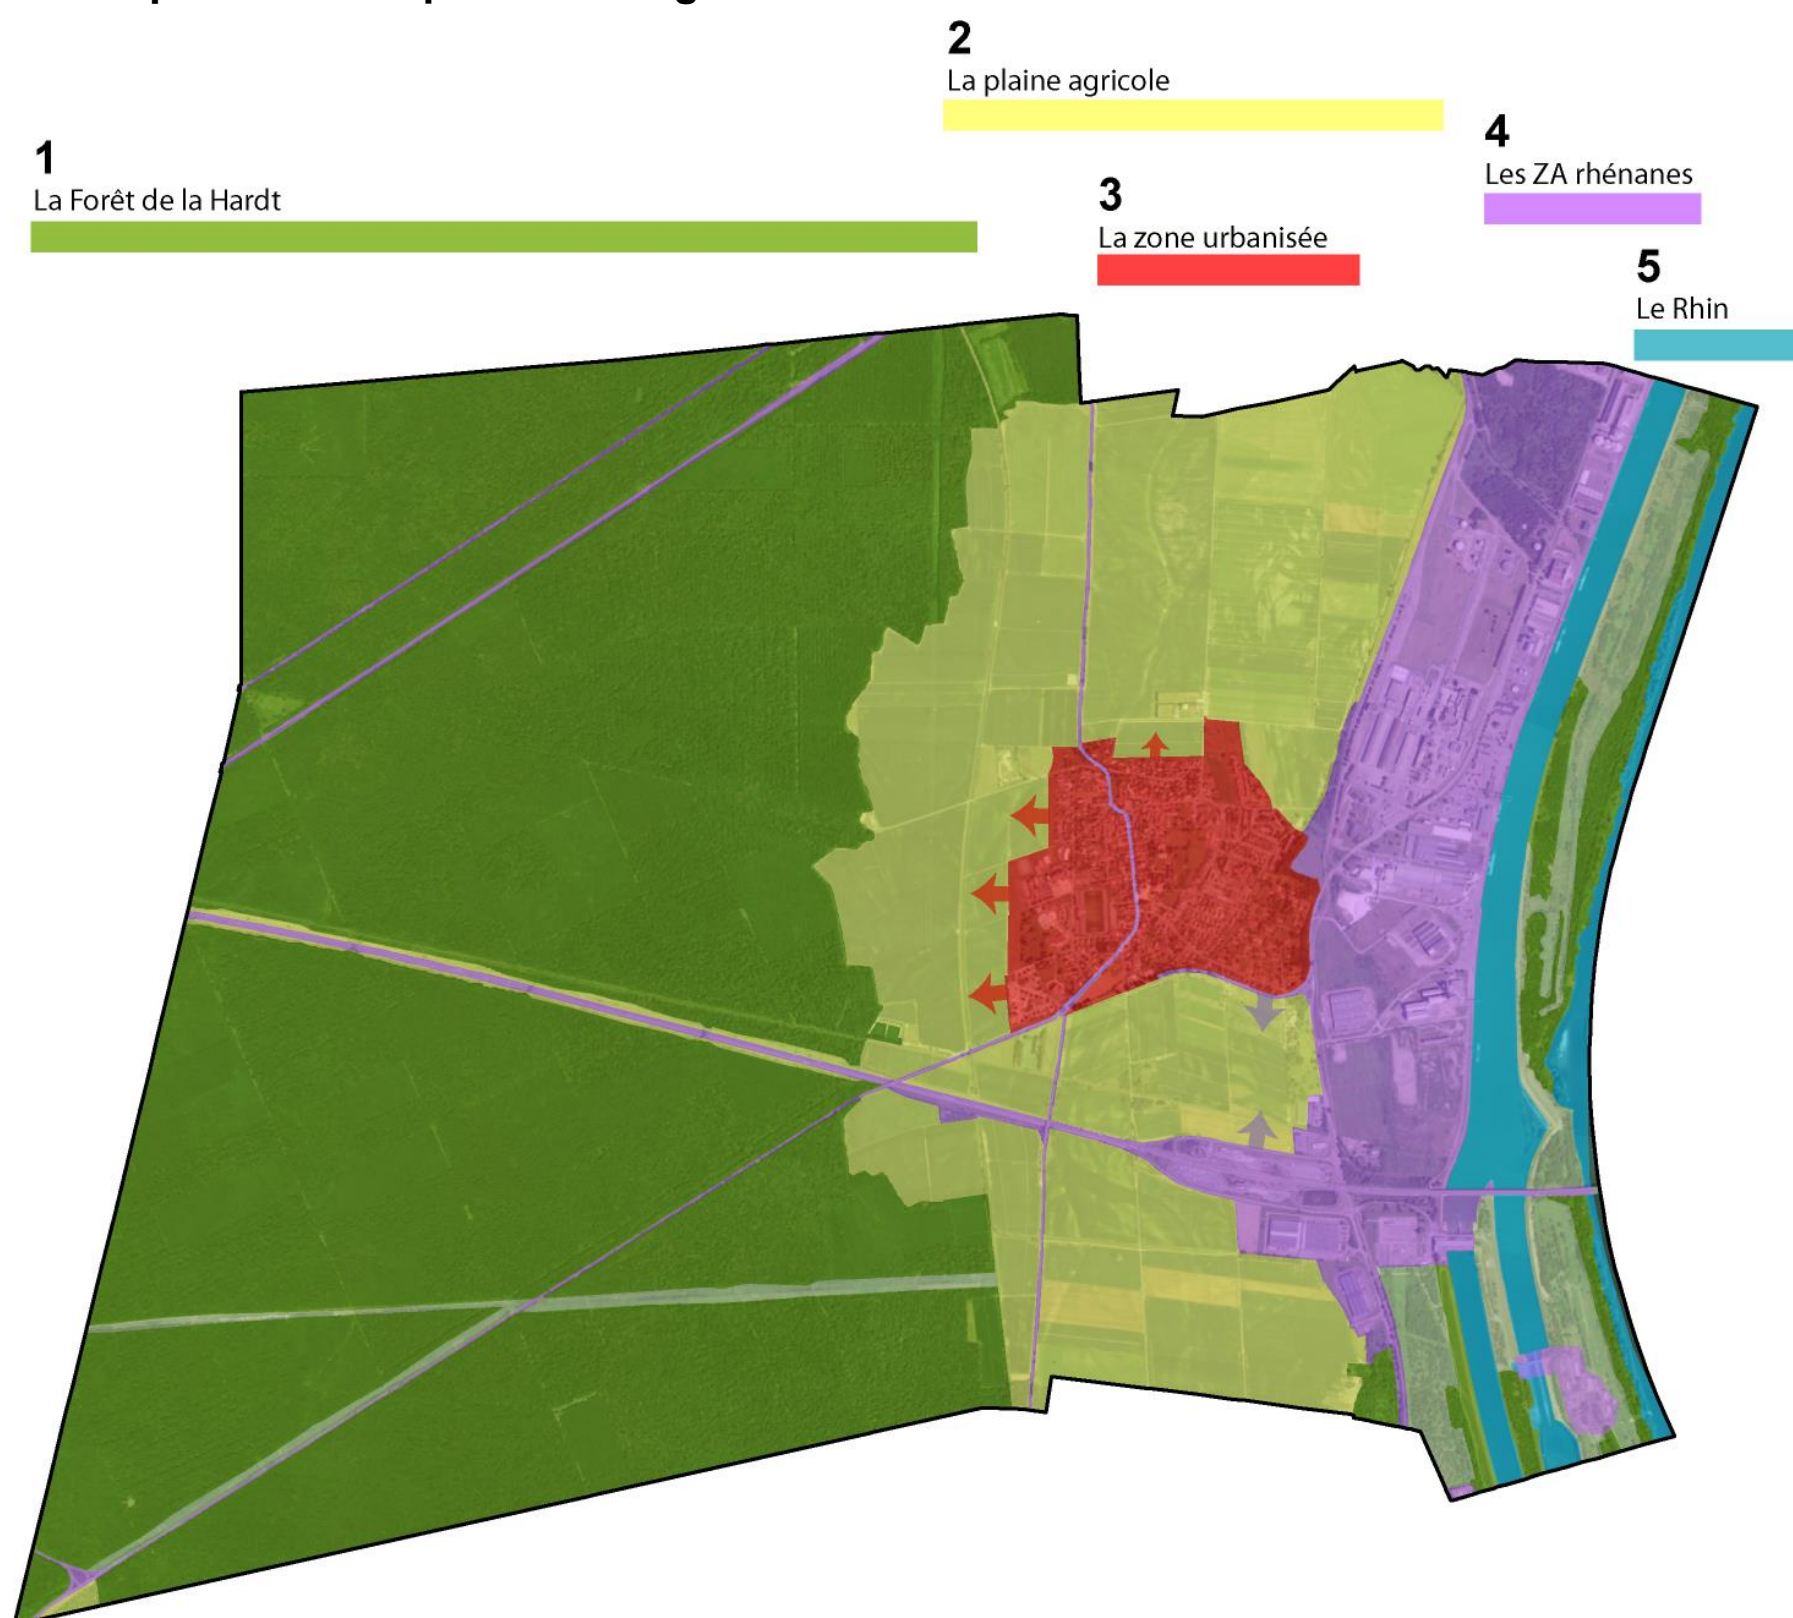 2
La plaine agricole
4
1
Les ZA rhénanes
3
La Forêt de la Hardt
La zone urbanisée
5
Le Rhin